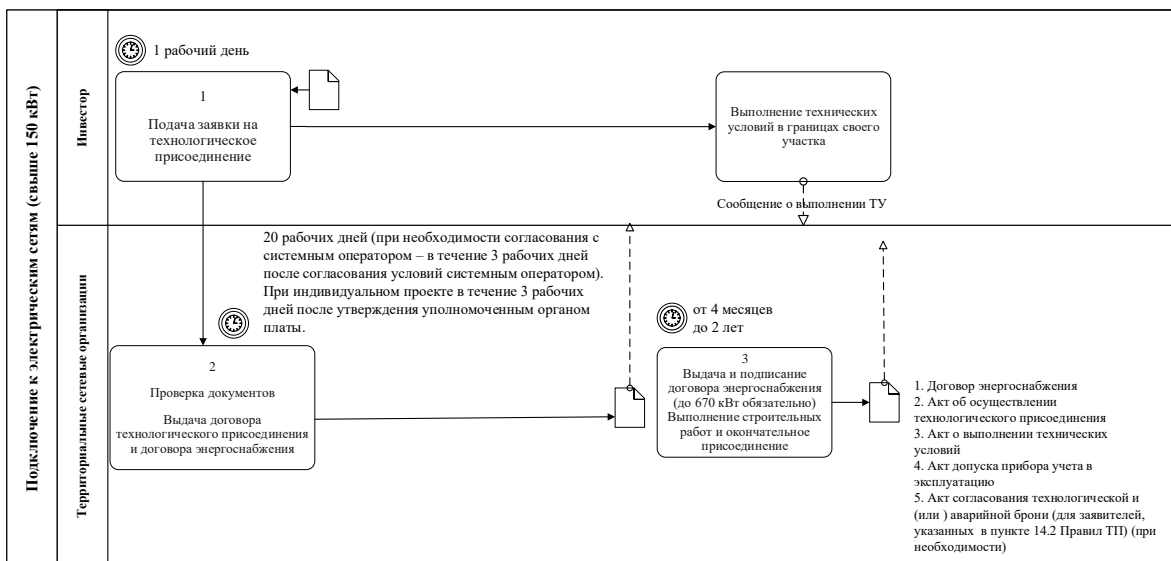 Подключение к электрическим сетям (свыше 150 кВт)
Инвестор
1 рабочий день
1
Подача заявки на
технологическое
присоединение
Выполнение технических
условий в границах своего
участка
Сообщение о выполнении ТУ
Территориальные сетевые организации
20 рабочих дней (при необходимости согласования с
системным оператором – в течение 3 рабочих дней
после согласования условий системным оператором).
При индивидуальном проекте в течение 3 рабочих
дней после утверждения уполномоченным органом
платы.
2
Проверка документов
Выдача договора
технологического присоединения
и договора энергоснабжения
от 4 месяцев
до 2 лет
3
Выдача и подписание
договора энергоснабжения
(до 670 кВт обязательно)
Выполнение строительных
работ и окончательное
присоединение
1. Договор энергоснабжения
2. Акт об осуществлении
технологического присоединения
3. Акт о выполнении технических
условий
4. Акт допуска прибора учета в
эксплуатацию
5. Акт согласования технологической и
(или ) аварийной брони (для заявителей,
указанных в пункте 14.2 Правил ТП) (при
необходимости)